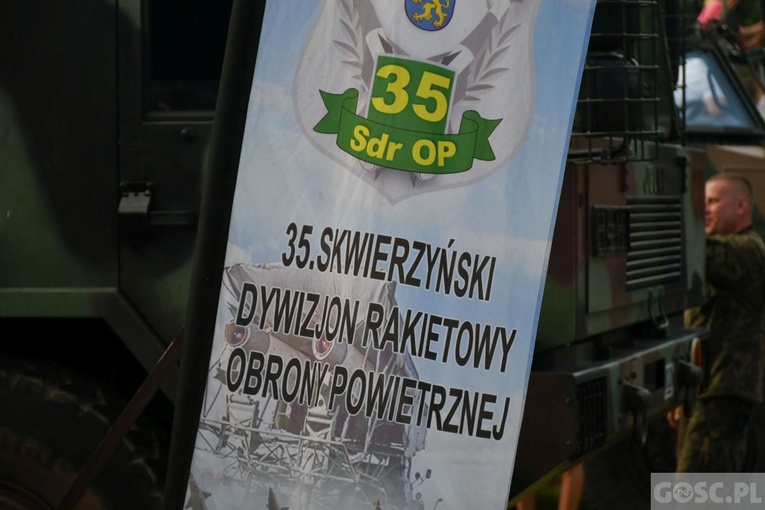 35
Sdr OP
35.SKWIERZYŃSKI
DYWIZJON RAKIETOWY
OBRONY POWIETRZNEJ
GOSC.PL